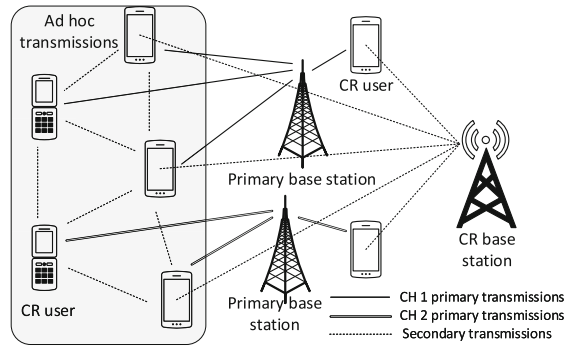 Ad hoc
transmissions
CR user
Primary base station
CR base
station
CR user
Primary base
station
CH 1 primary transmissions
CH 2 primary transmissions
Secondary transmissions